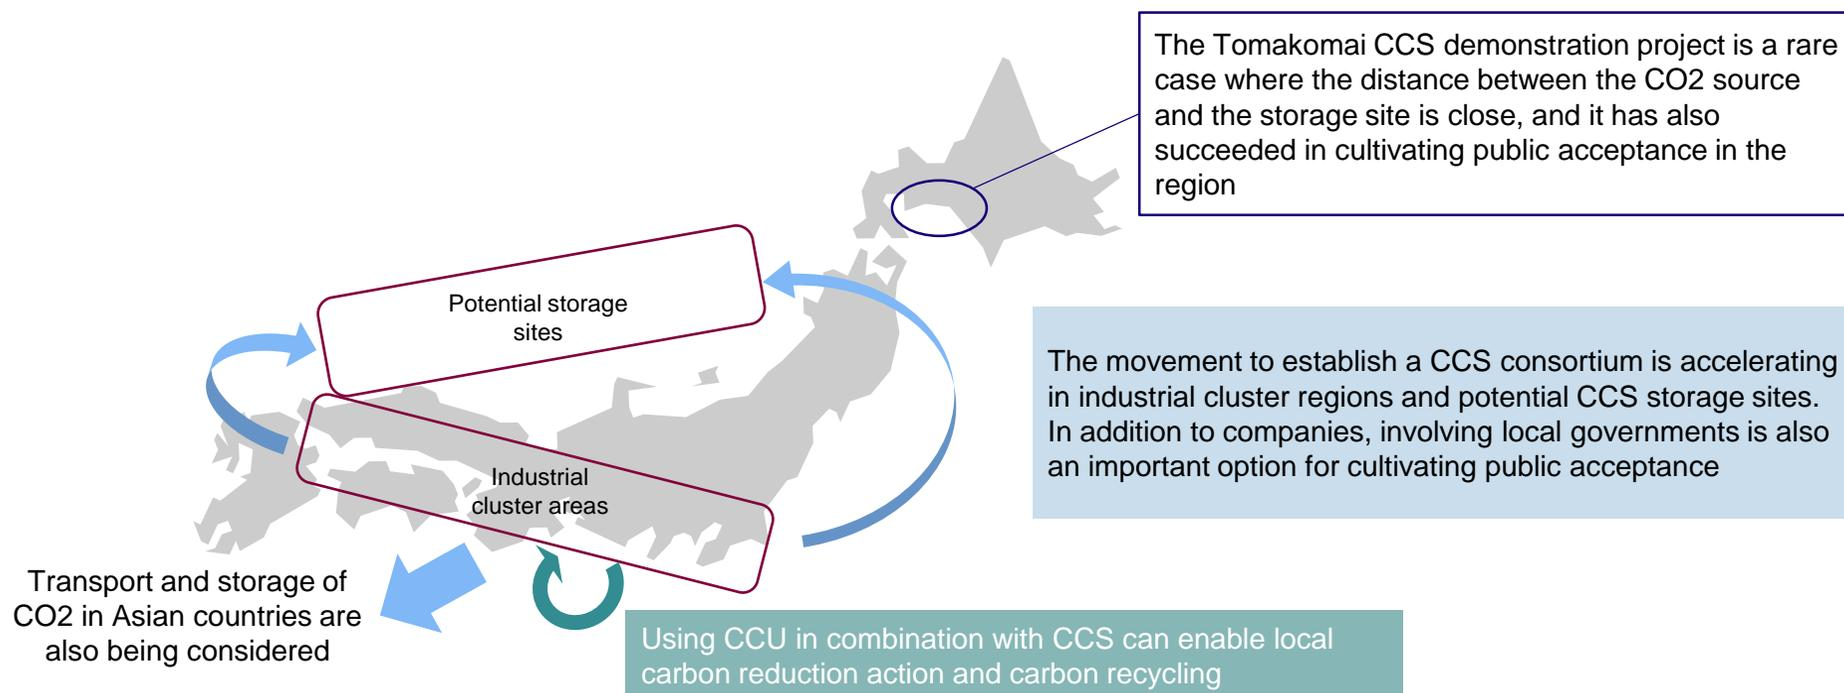 The Tomakomai CCS demonstration project is a rare
case where the distance between the CO2 source
and the storage site is close, and it has also
succeeded in cultivating public acceptance in the
region
Potential storage
sites
The movement to establish a CCS consortium is accelerating
in industrial cluster regions and potential CCS storage sites.
In addition to companies, involving local governments is also
an important option for cultivating public acceptance
Industrial
cluster areas
Transport and storage of
CO2 in Asian countries are
also being considered
Using CCU in combination with CCS can enable local
carbon reduction action and carbon recycling